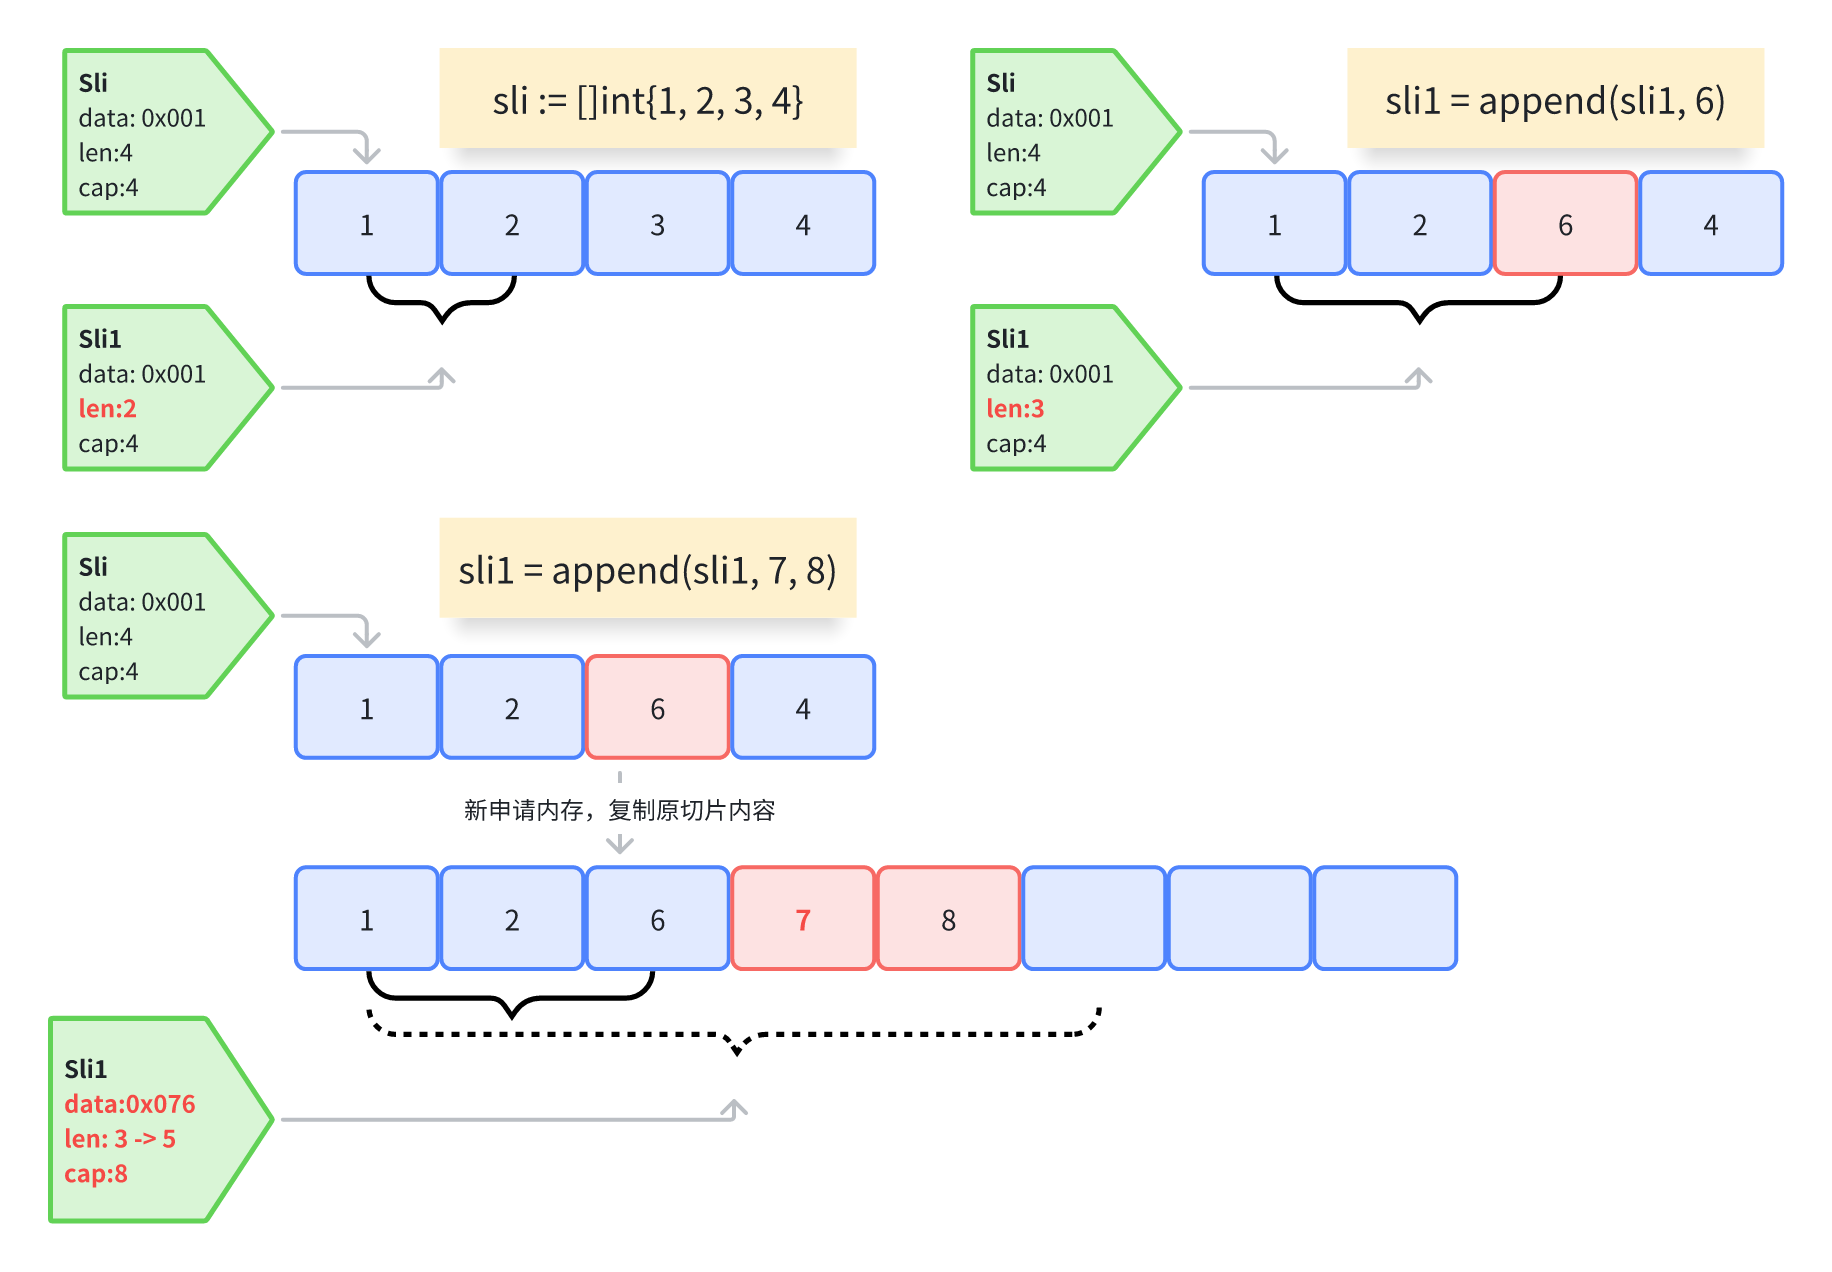 Sli
data: 0x001
len:4
cap:4
sli := []int{1, 2, 3, 4}
1 2 3 4
Sli1
data: 0x001
len:2
cap:4
Sli
data: 0x001
len:4
cap:4
sli1 = append(sli1, 6)
1 2 6 4
Sli1
data: 0x001
len:3
cap:4
Sli
data: 0x001
len:4
cap:4
sli1 = append(sli1, 7, 8)
1 2 6 4
新申请内存，复制原切片内容
1 2 6 7 8
Sli1
data:0x076
len: 3 -> 5
cap:8